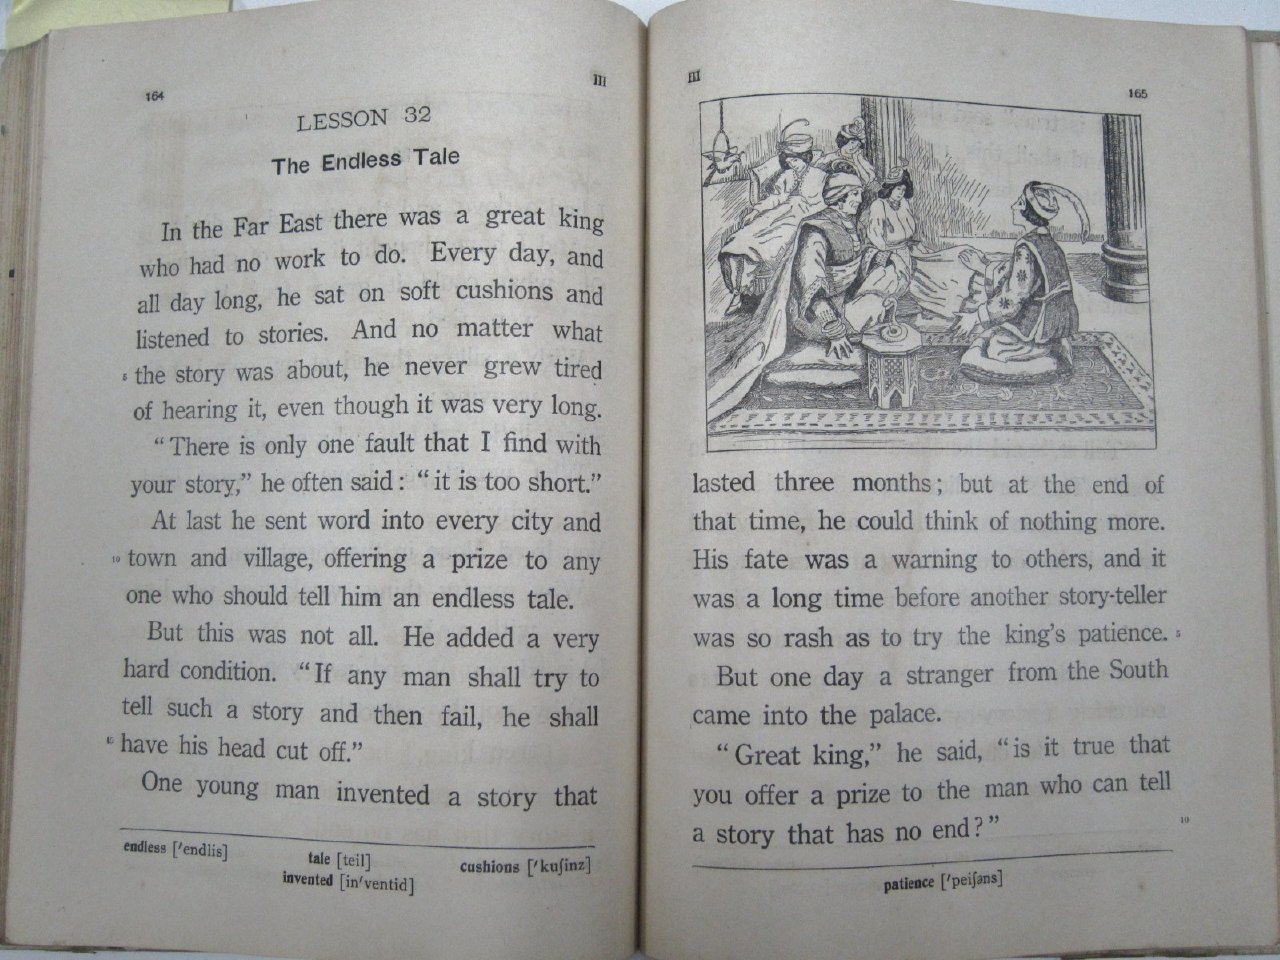 164
III
LESSON 32
The Endless Tale
In the Far East there was a great king
who had no work to do. Every day, and
all day long, he sat on soft cushions and
listened to stories. And no matter what
5 the story was about, he never grew tired
of hearing it, even though it was very long.
“There is only one fault that I find with
your story,” he often said : “it is too short.”
At last he sent word into every city and
10 town and village, offering a prize to any
one who should tell him an endless tale.
But this was not all. He added a very
hard condition. “If any man shall try to
tell such a story and then fail, he shall
15 have his head cut off.”
One young man invented a story that
endless [ˈendlis]
tale [teil]
cushions [ˈkuʃinz]
invented [inˈventid]
III
165
lasted three months ; but at the end of
that time, he could think of nothing more.
His fate was a warning to others, and it
was a long time before another story-teller
was so rash as to try the king’s patience. 5
But one day a stranger from the South
came into the palace.
“Great king,” he said, “is it true that
you offer a prize to the man who can tell
a story that has no end?” 10
patience [ˈpeiʃəns]